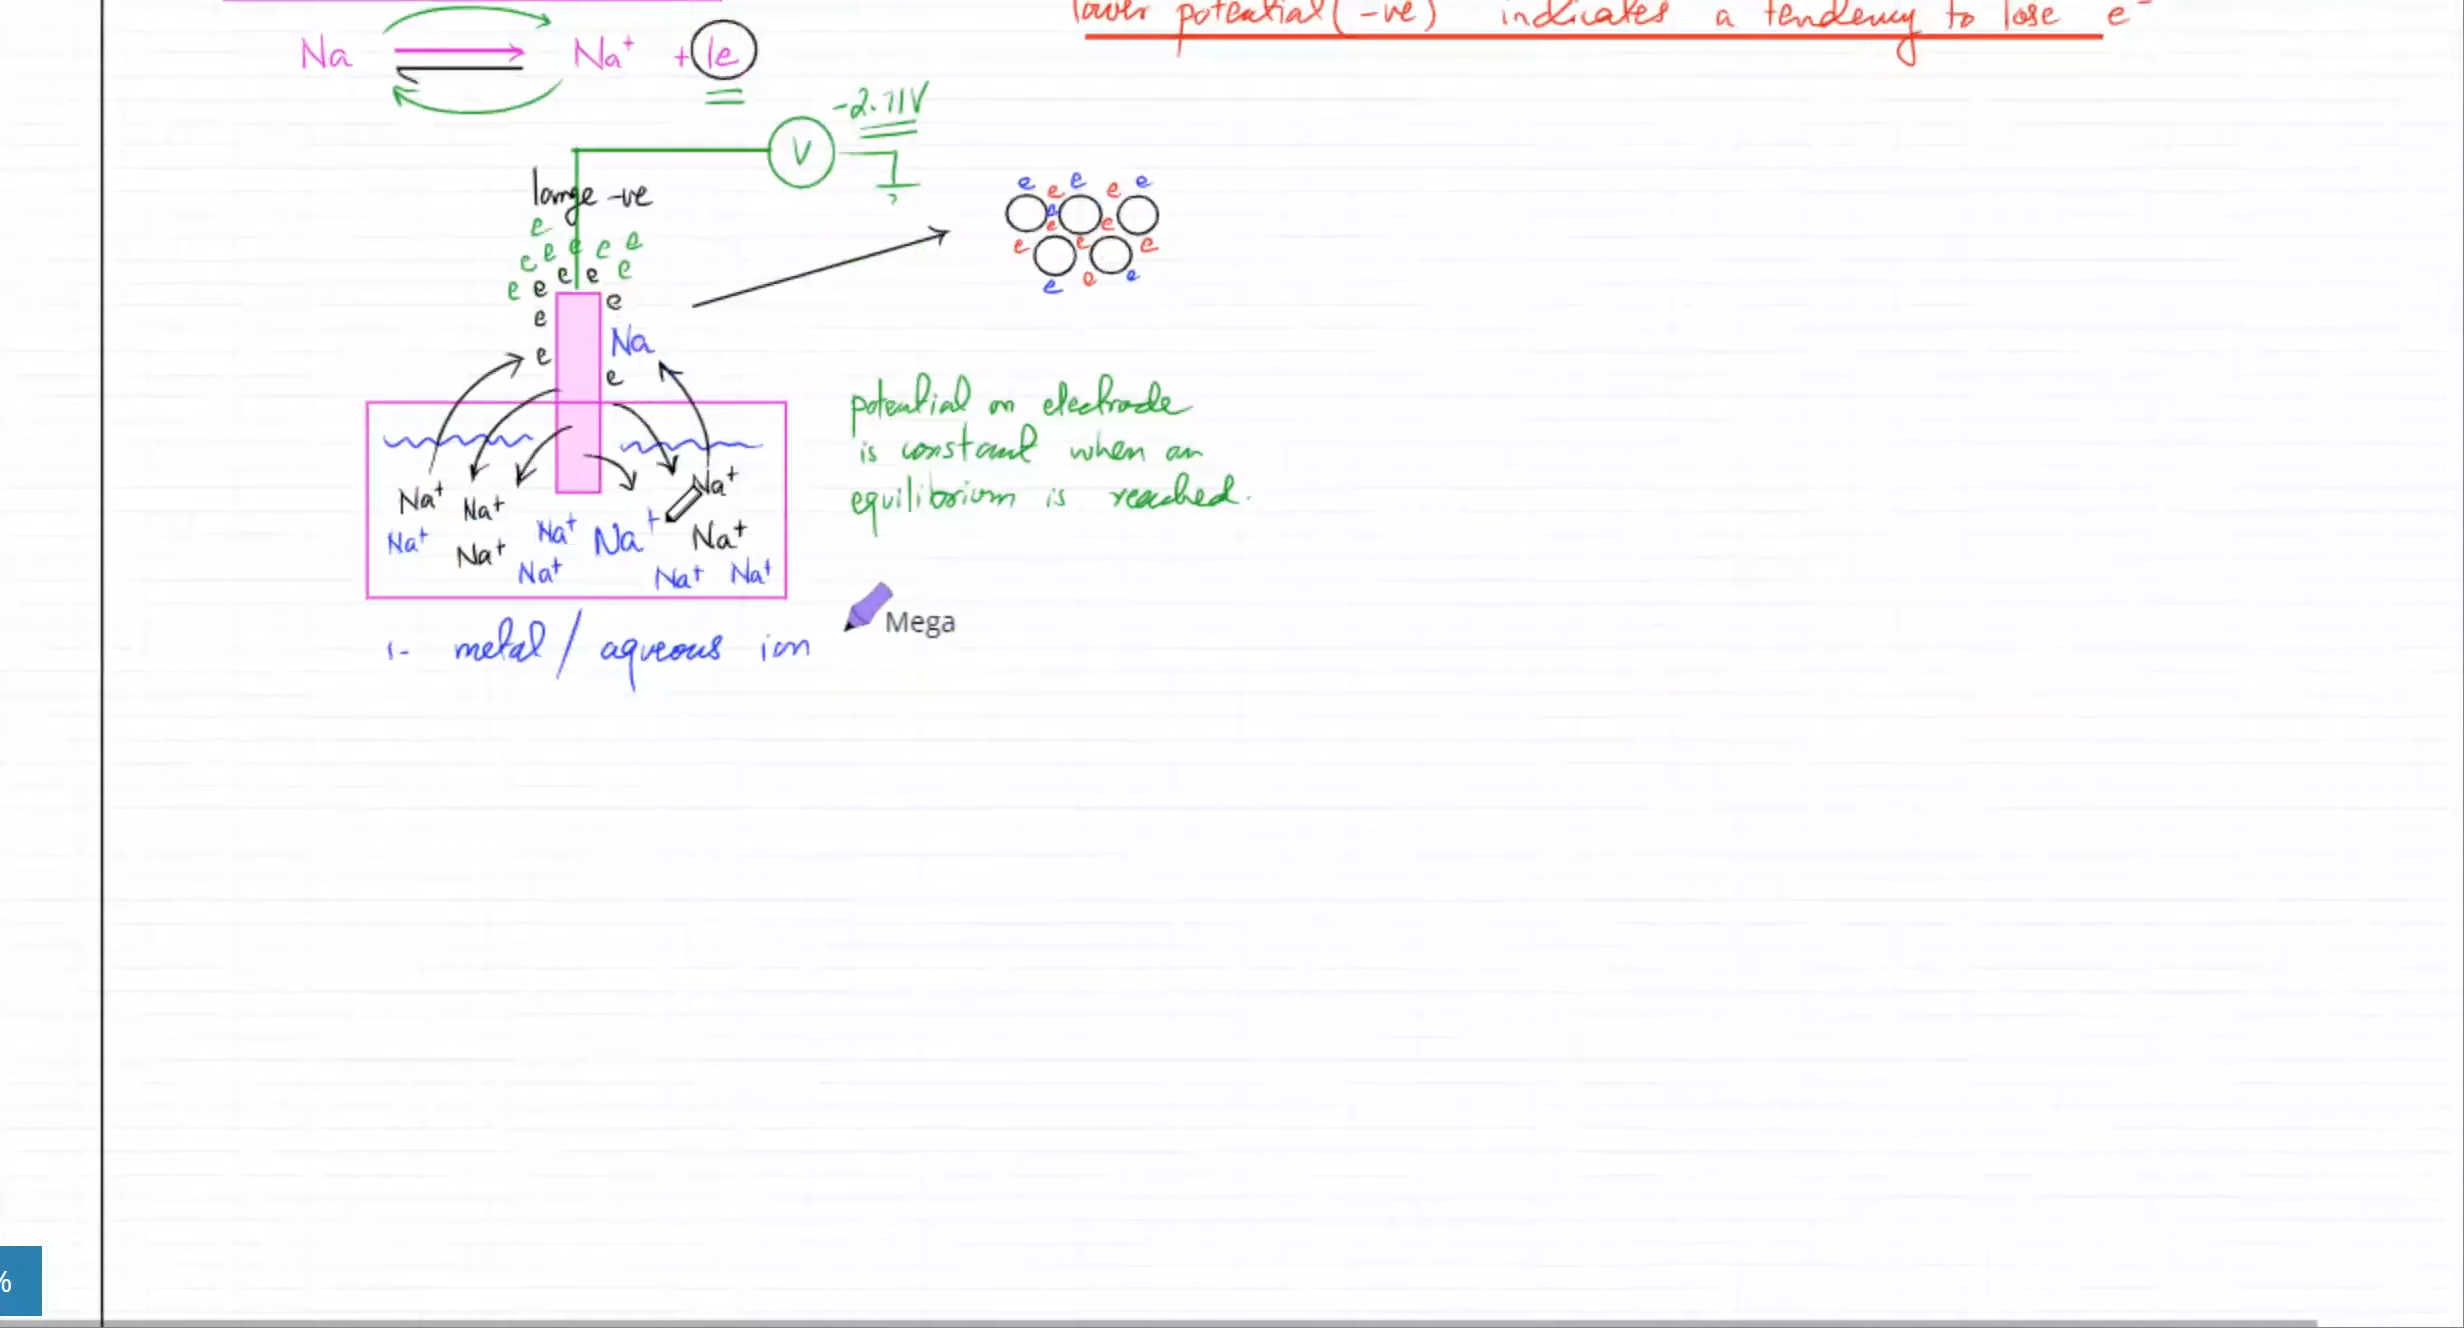 lower potential (-ve) indicates a tendency to lose e⁻
Na ⇌ Na⁺ + 1e
-2.71V
V
large -ve
e e e e e
e e e e e
e e e e e e
e e
e Na
e
e e e e e
e e e
e e e
e e e
potential on electrode
is constant when an
equilibrium is reached.
Na⁺ Na⁺ Na⁺
Na⁺ Na⁺ Na⁺ Na⁺ Na⁺
Na⁺ Na⁺ Na⁺
1- metal / aqueous ion
Mega
%